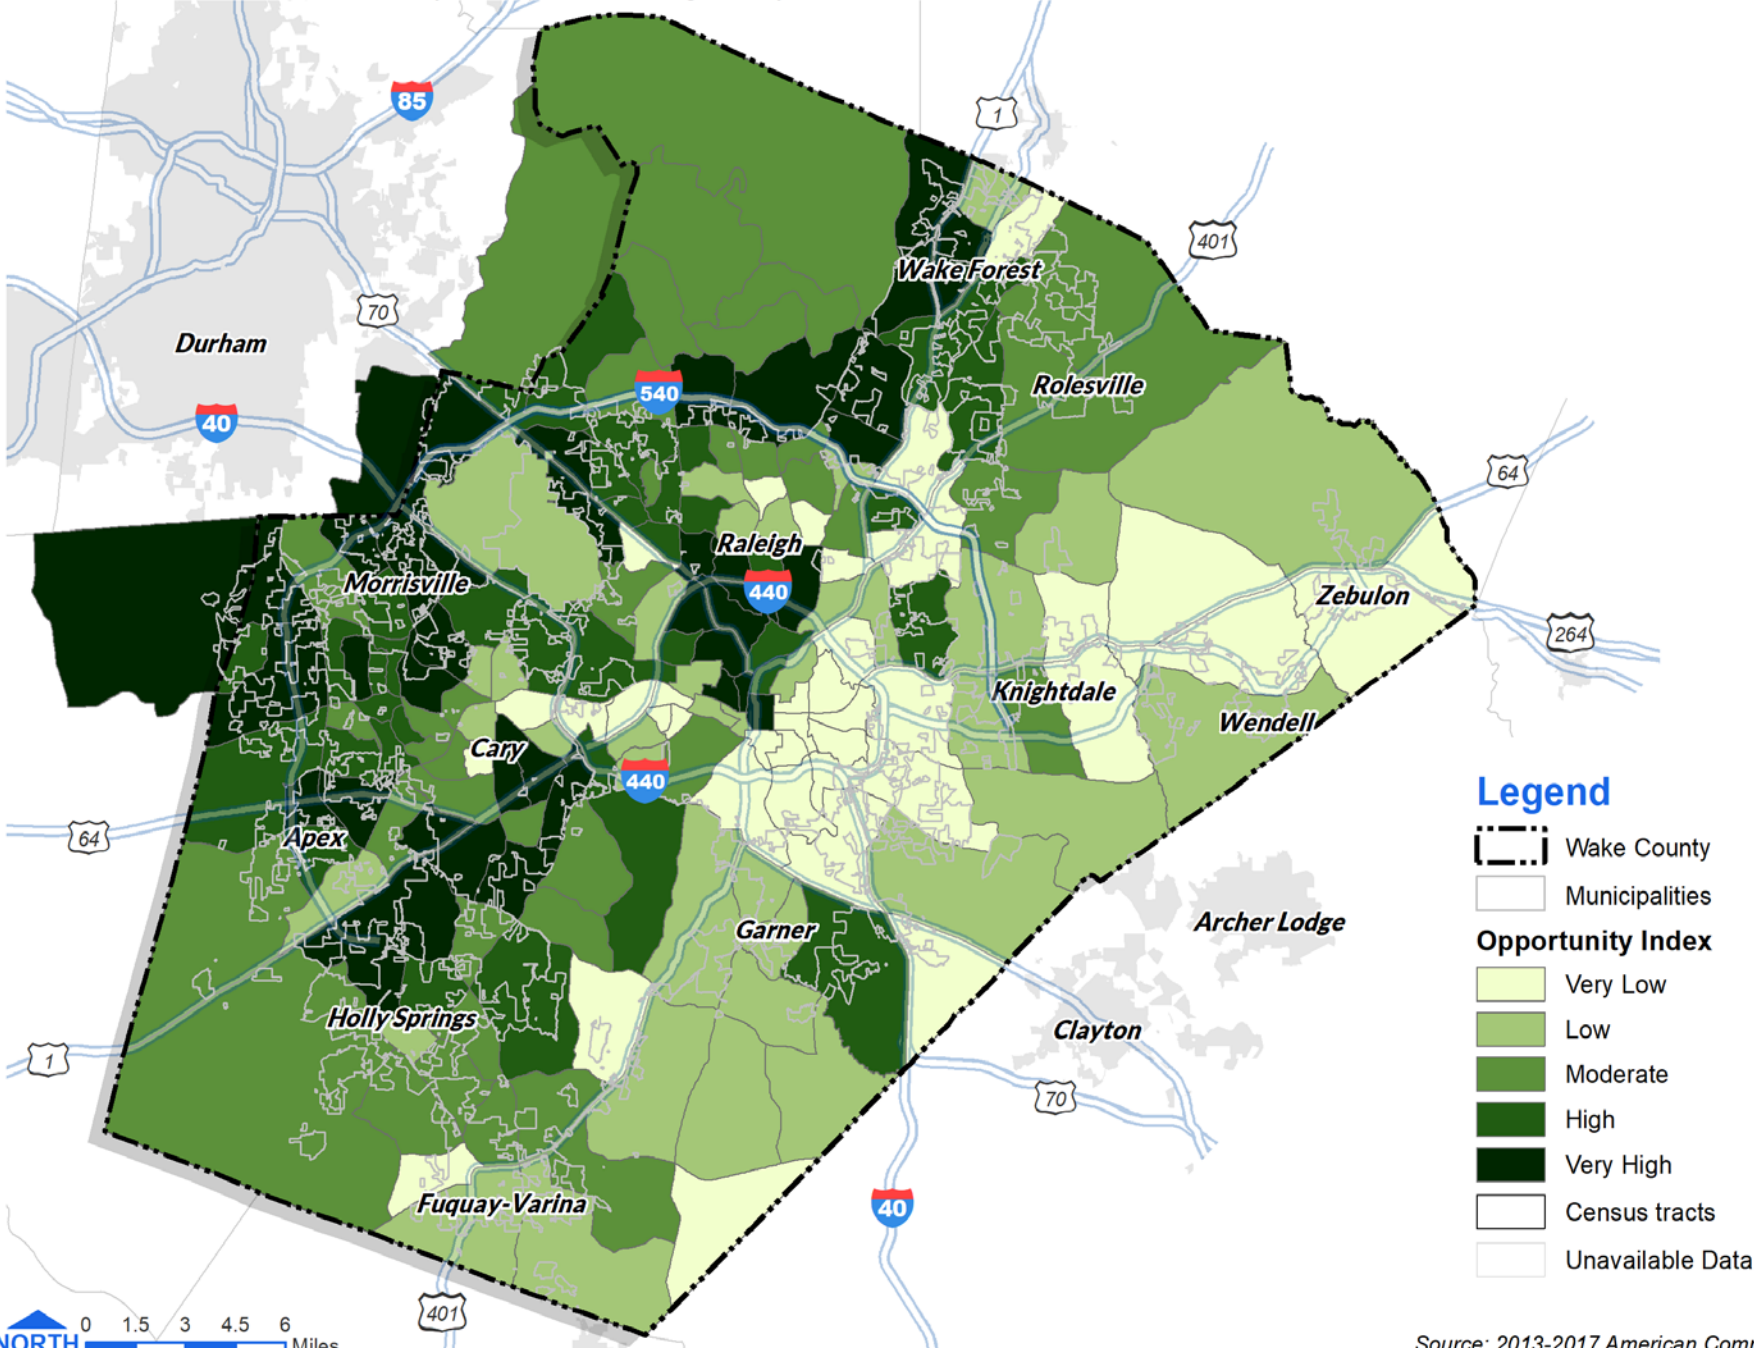 85
1
401
70
Durham
Wake Forest
40
540
Rolesville
64
Raleigh
Morrisville
440
Zebulon
264
Knightdale
Wendell
Cary
440
64
Apex
Garner
Archer Lodge
Holly Springs
Clayton
1
70
Fuquay-Varina
40
401
Legend
Wake County
Municipalities
Opportunity Index
Very Low
Low
Moderate
High
Very High
Census tracts
Unavailable Data
NORTH
0 1.5 3 4.5 6
Miles
Source: 2013-2017 American